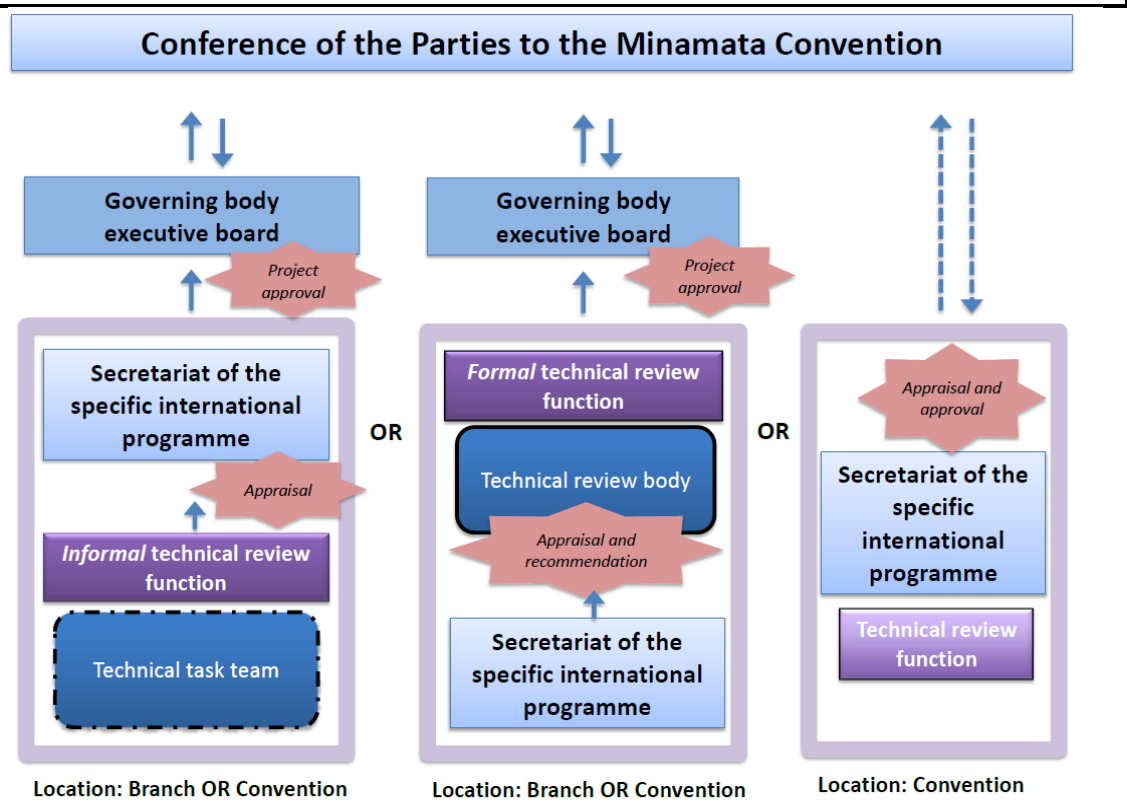 Conference of the Parties to the Minamata Convention
Governing body
executive board
Project
approval
Secretariat of the
specific international
programme
Appraisal
Informal technical review
function
Technical task team
Location: Branch OR Convention
OR
Governing body
executive board
Project
approval
Formal technical review
function
Technical review body
Appraisal and
recommendation
Secretariat of the
specific international
programme
Location: Branch OR Convention
OR
Appraisal and
approval
Secretariat of the
specific
international
programme
Technical review
function
Location: Convention